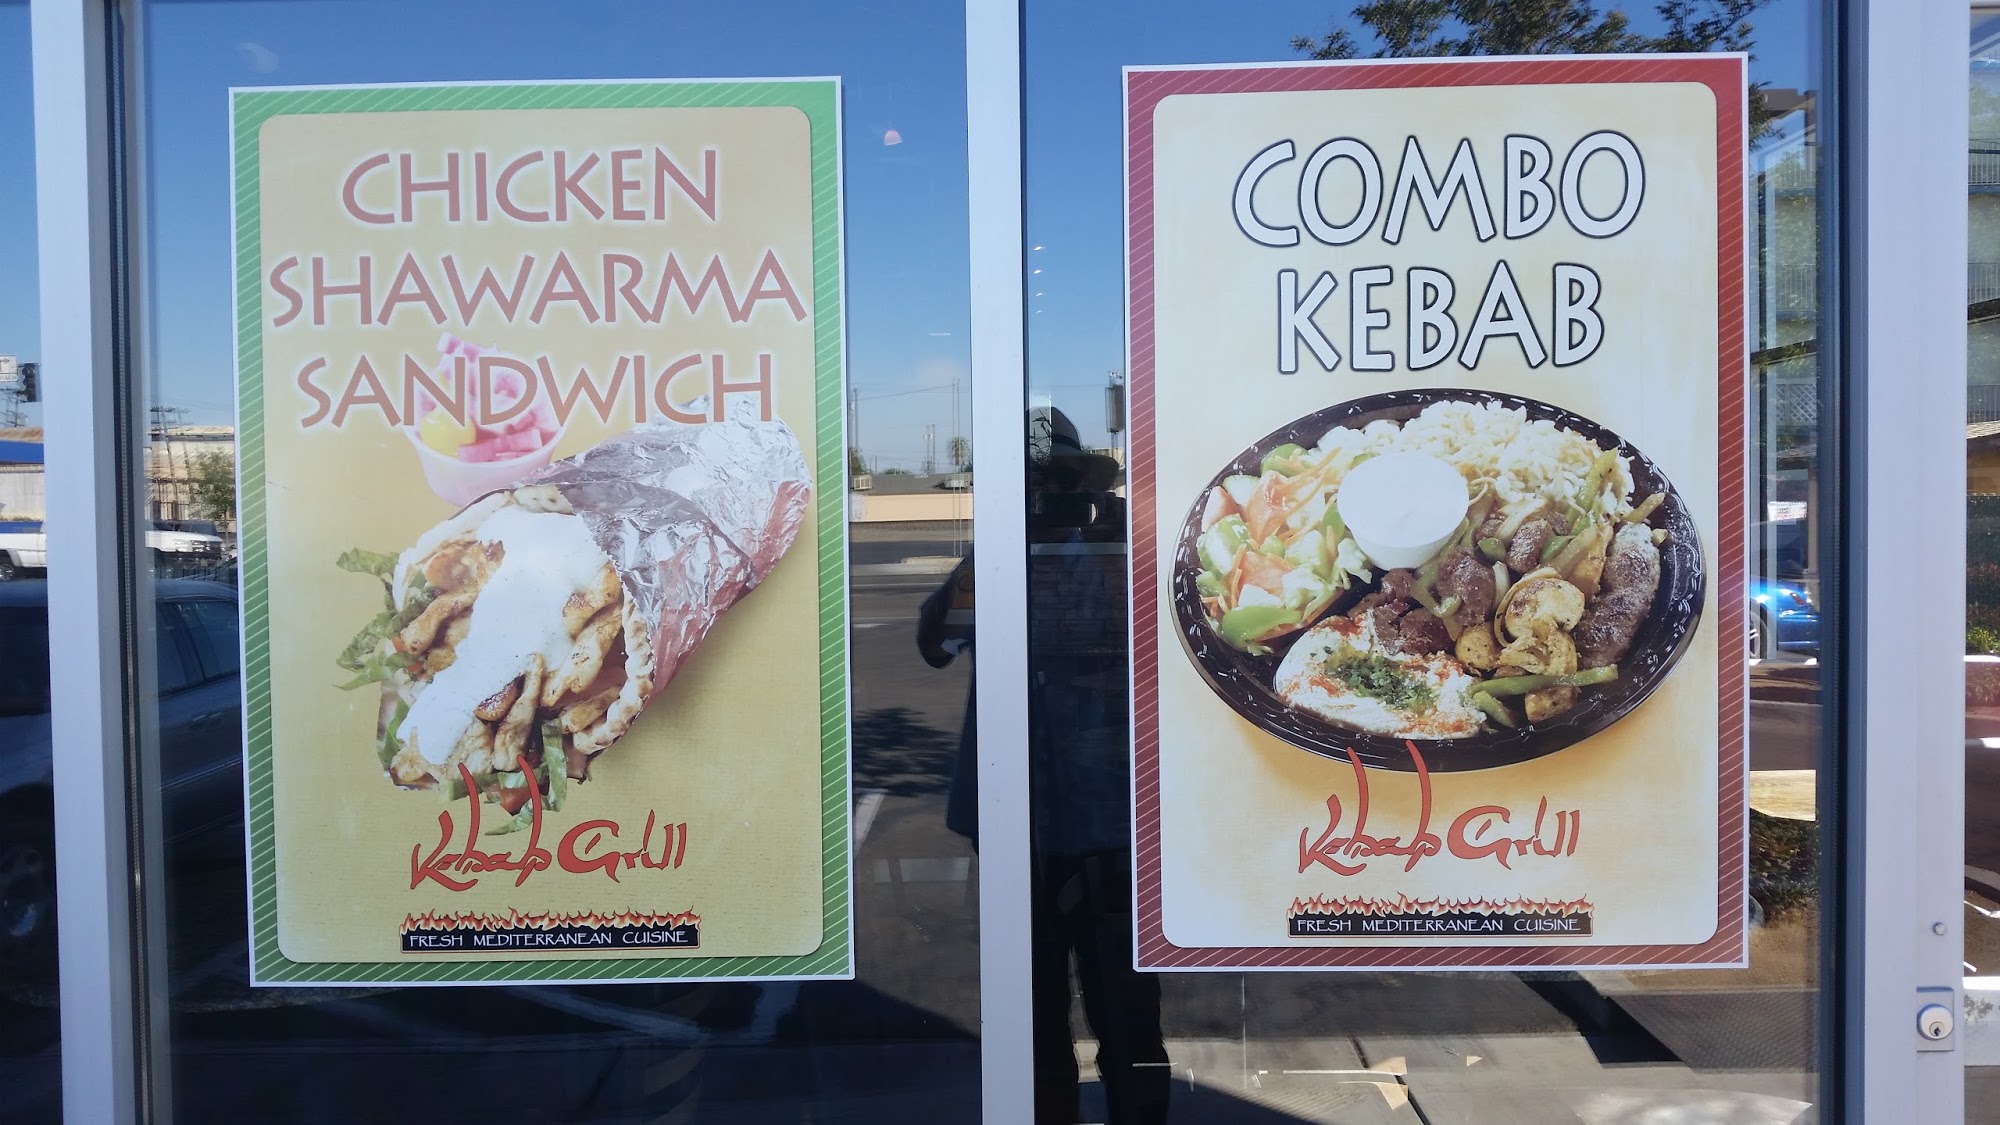 CHICKEN
SHAWARMA
SANDWICH
Kebab Grill
FRESH MEDITERRANEAN CUISINE
COMBO
KEBAB
Kebab Grill
FRESH MEDITERRANEAN CUISINE